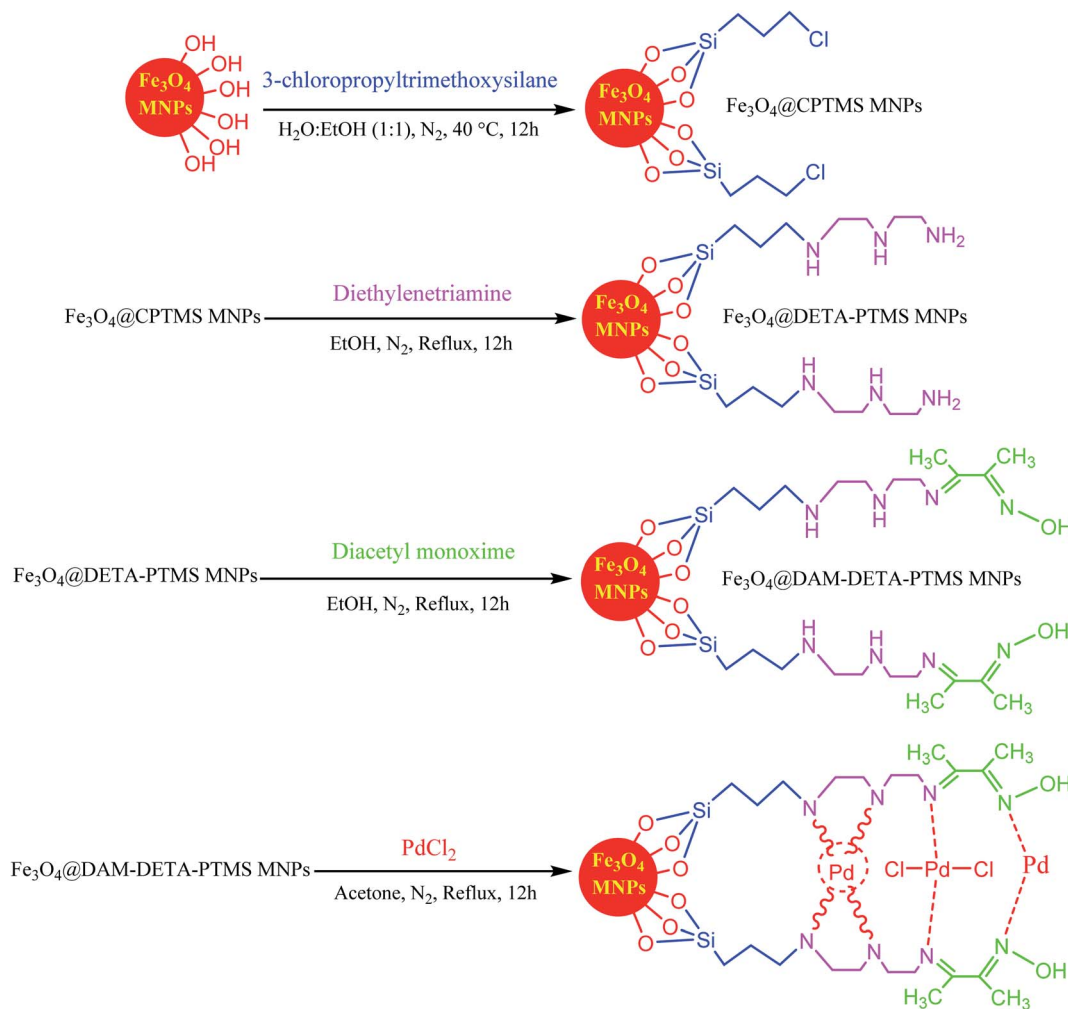 OH
OH
OH
OH
OH
OH
Fe₃O₄
MNPs
3-chloropropyltrimethoxysilane
H₂O:EtOH (1:1), N₂, 40 °C, 12h
Fe₃O₄
MNPs
O
O
O
O
O
O
Si
Si
Cl
Cl
Fe₃O₄@CPTMS MNPs
Fe₃O₄@CPTMS MNPs
Diethylenetriamine
EtOH, N₂, Reflux, 12h
Fe₃O₄
MNPs
O
O
O
O
O
O
Si
Si
N
H
N
H
NH₂
H
N
H
N
NH₂
Fe₃O₄@DETA-PTMS MNPs
Fe₃O₄@DETA-PTMS MNPs
Diacetyl monoxime
EtOH, N₂, Reflux, 12h
Fe₃O₄
MNPs
O
O
O
O
O
O
Si
Si
N
H
N
H
N
H₃C
CH₃
N
OH
H
N
H
N
N
N
OH
H₃C
CH₃
Fe₃O₄@DAM-DETA-PTMS MNPs
Fe₃O₄@DAM-DETA-PTMS MNPs
PdCl₂
Acetone, N₂, Reflux, 12h
Fe₃O₄
MNPs
O
O
O
O
O
O
Si
Si
N
N
N
H₃C
CH₃
N
OH
Pd
Cl-Pd-Cl
Pd
N
N
N
N
OH
H₃C
CH₃